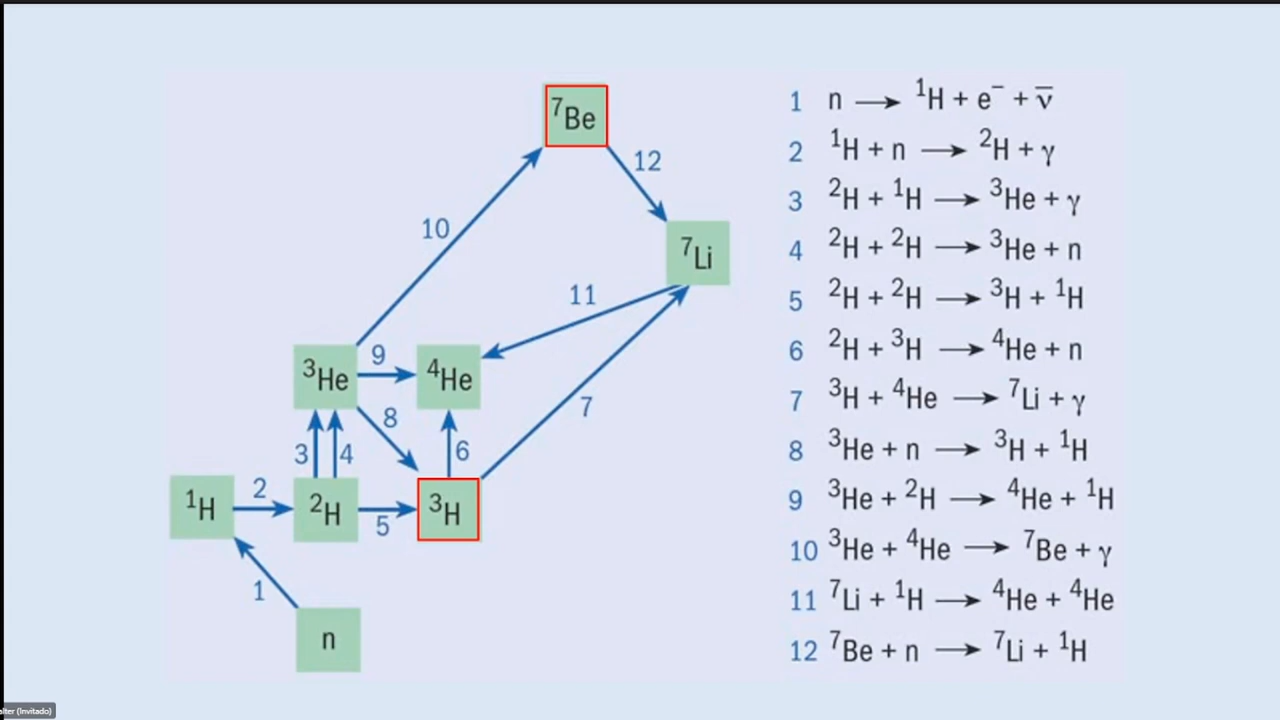 ⁷Be
12
1 n → ¹H + e⁻ + ν̄
2 ¹H + n → ²H + γ
3 ²H + ¹H → ³He + γ
4 ²H + ²H → ³He + n
5 ²H + ²H → ³H + ¹H
6 ²H + ³H → ⁴He + n
7 ³H + ⁴He → ⁷Li + γ
8 ³He + n → ³H + ¹H
9 ³He + ²H → ⁴He + ¹H
10 ³He + ⁴He → ⁷Be + γ
11 ⁷Li + ¹H → ⁴He + ⁴He
12 ⁷Be + n → ⁷Li + ¹H
10
⁷Li
11
³He
9
⁴He
8
7
3
4
6
¹H
2
²H
5
³H
1
n
alter (Invitado)